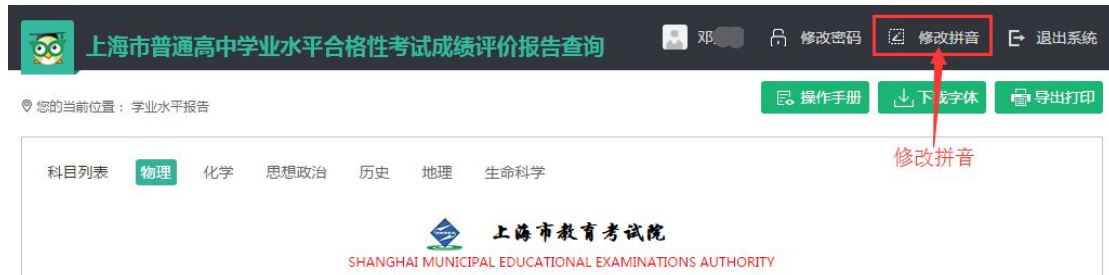 上海市普通高中学业水平合格性考试成绩评价报告查询 邓 修改密码 修改拼音 退出系统
您的当前位置： 学业水平报告 操作手册 下载字体 导出打印
修改拼音
科目列表 物理 化学 思想政治 历史 地理 生命科学
上海市教育考试院
SHANGHAI MUNICIPAL EDUCATIONAL EXAMINATIONS AUTHORITY